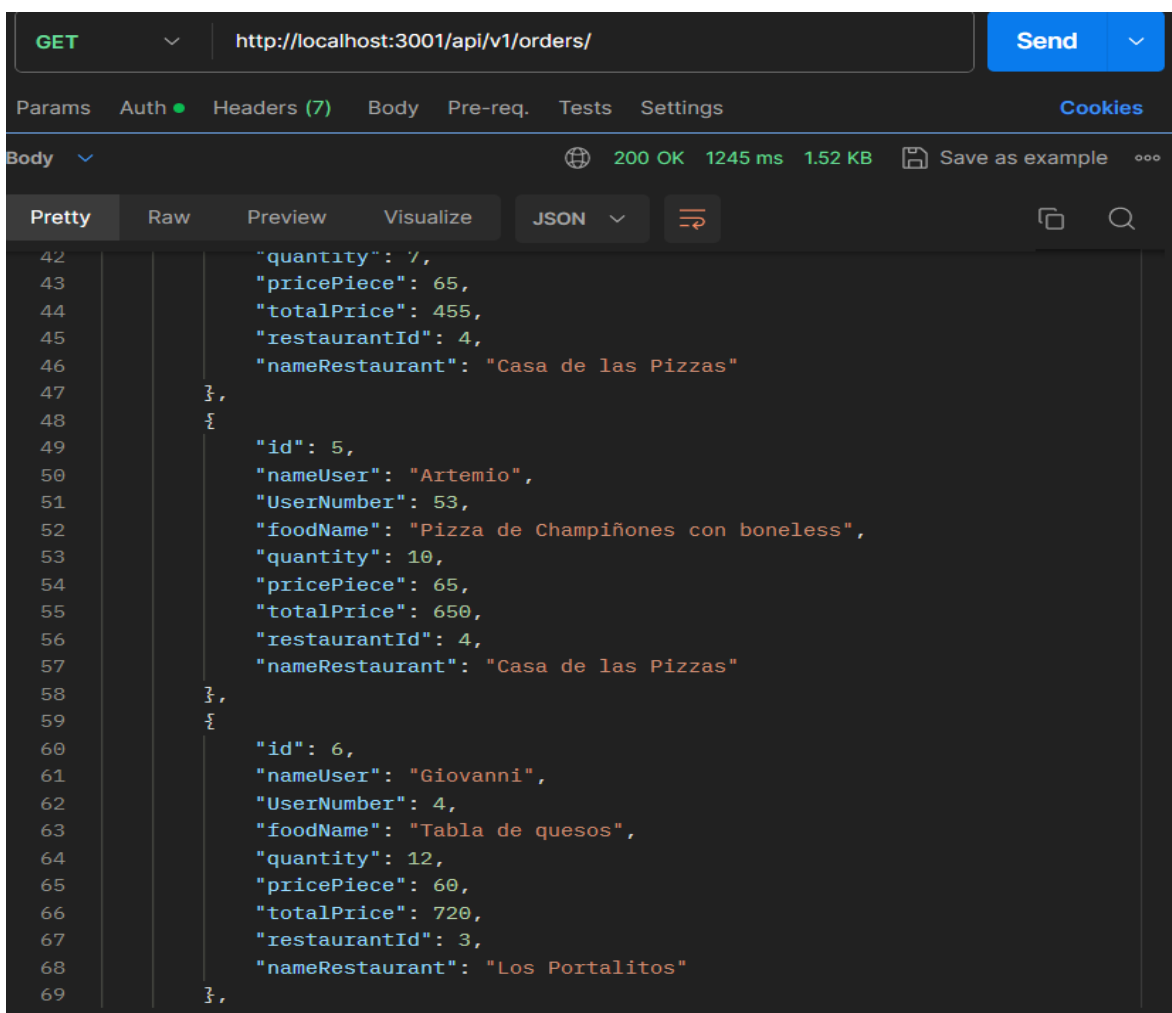 GET http://localhost:3001/api/v1/orders/ Send
Params Auth Headers (7) Body Pre-req. Tests Settings Cookies
Body 200 OK 1245 ms 1.52 KB Save as example
Pretty Raw Preview Visualize JSON
42 "quantity": 7,
43 "pricePiece": 65,
44 "totalPrice": 455,
45 "restaurantId": 4,
46 "nameRestaurant": "Casa de las Pizzas"
47 },
48 {
49 "id": 5,
50 "nameUser": "Artemio",
51 "UserNumber": 53,
52 "foodName": "Pizza de Champiñones con boneless",
53 "quantity": 10,
54 "pricePiece": 65,
55 "totalPrice": 650,
56 "restaurantId": 4,
57 "nameRestaurant": "Casa de las Pizzas"
58 },
59 {
60 "id": 6,
61 "nameUser": "Giovanni",
62 "UserNumber": 4,
63 "foodName": "Tabla de quesos",
64 "quantity": 12,
65 "pricePiece": 60,
66 "totalPrice": 720,
67 "restaurantId": 3,
68 "nameRestaurant": "Los Portalitos"
69 },